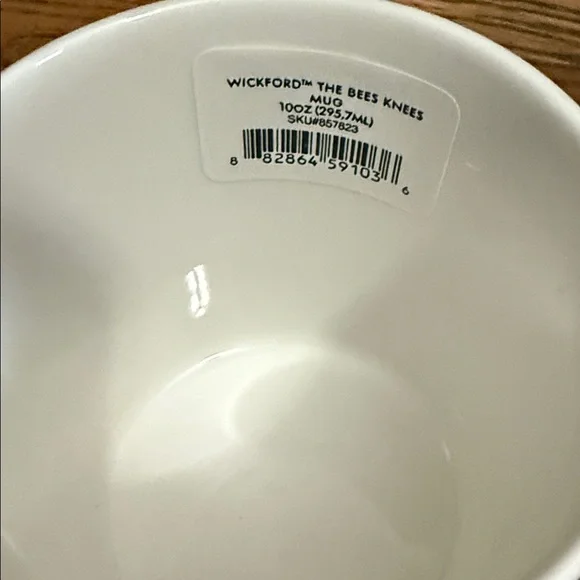 WICKFORD™ THE BEES KNEES
MUG
10OZ (295.7ML)
SKU#857823
8 82864 59103 6